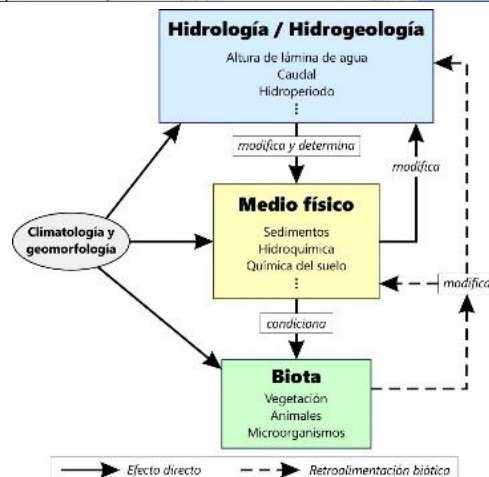 Hidrología / Hidrogeología
Altura de lámina de agua
Caudal
Hidroperiodo
⋮
modifica y determina
modifica
Climatología y
geomorfología
Medio físico
Sedimentos
Hidroquímica
Química del suelo
⋮
modifica
condiciona
Biota
Vegetación
Animales
Microorganismos
Efecto directo
Retroalimentación biótica